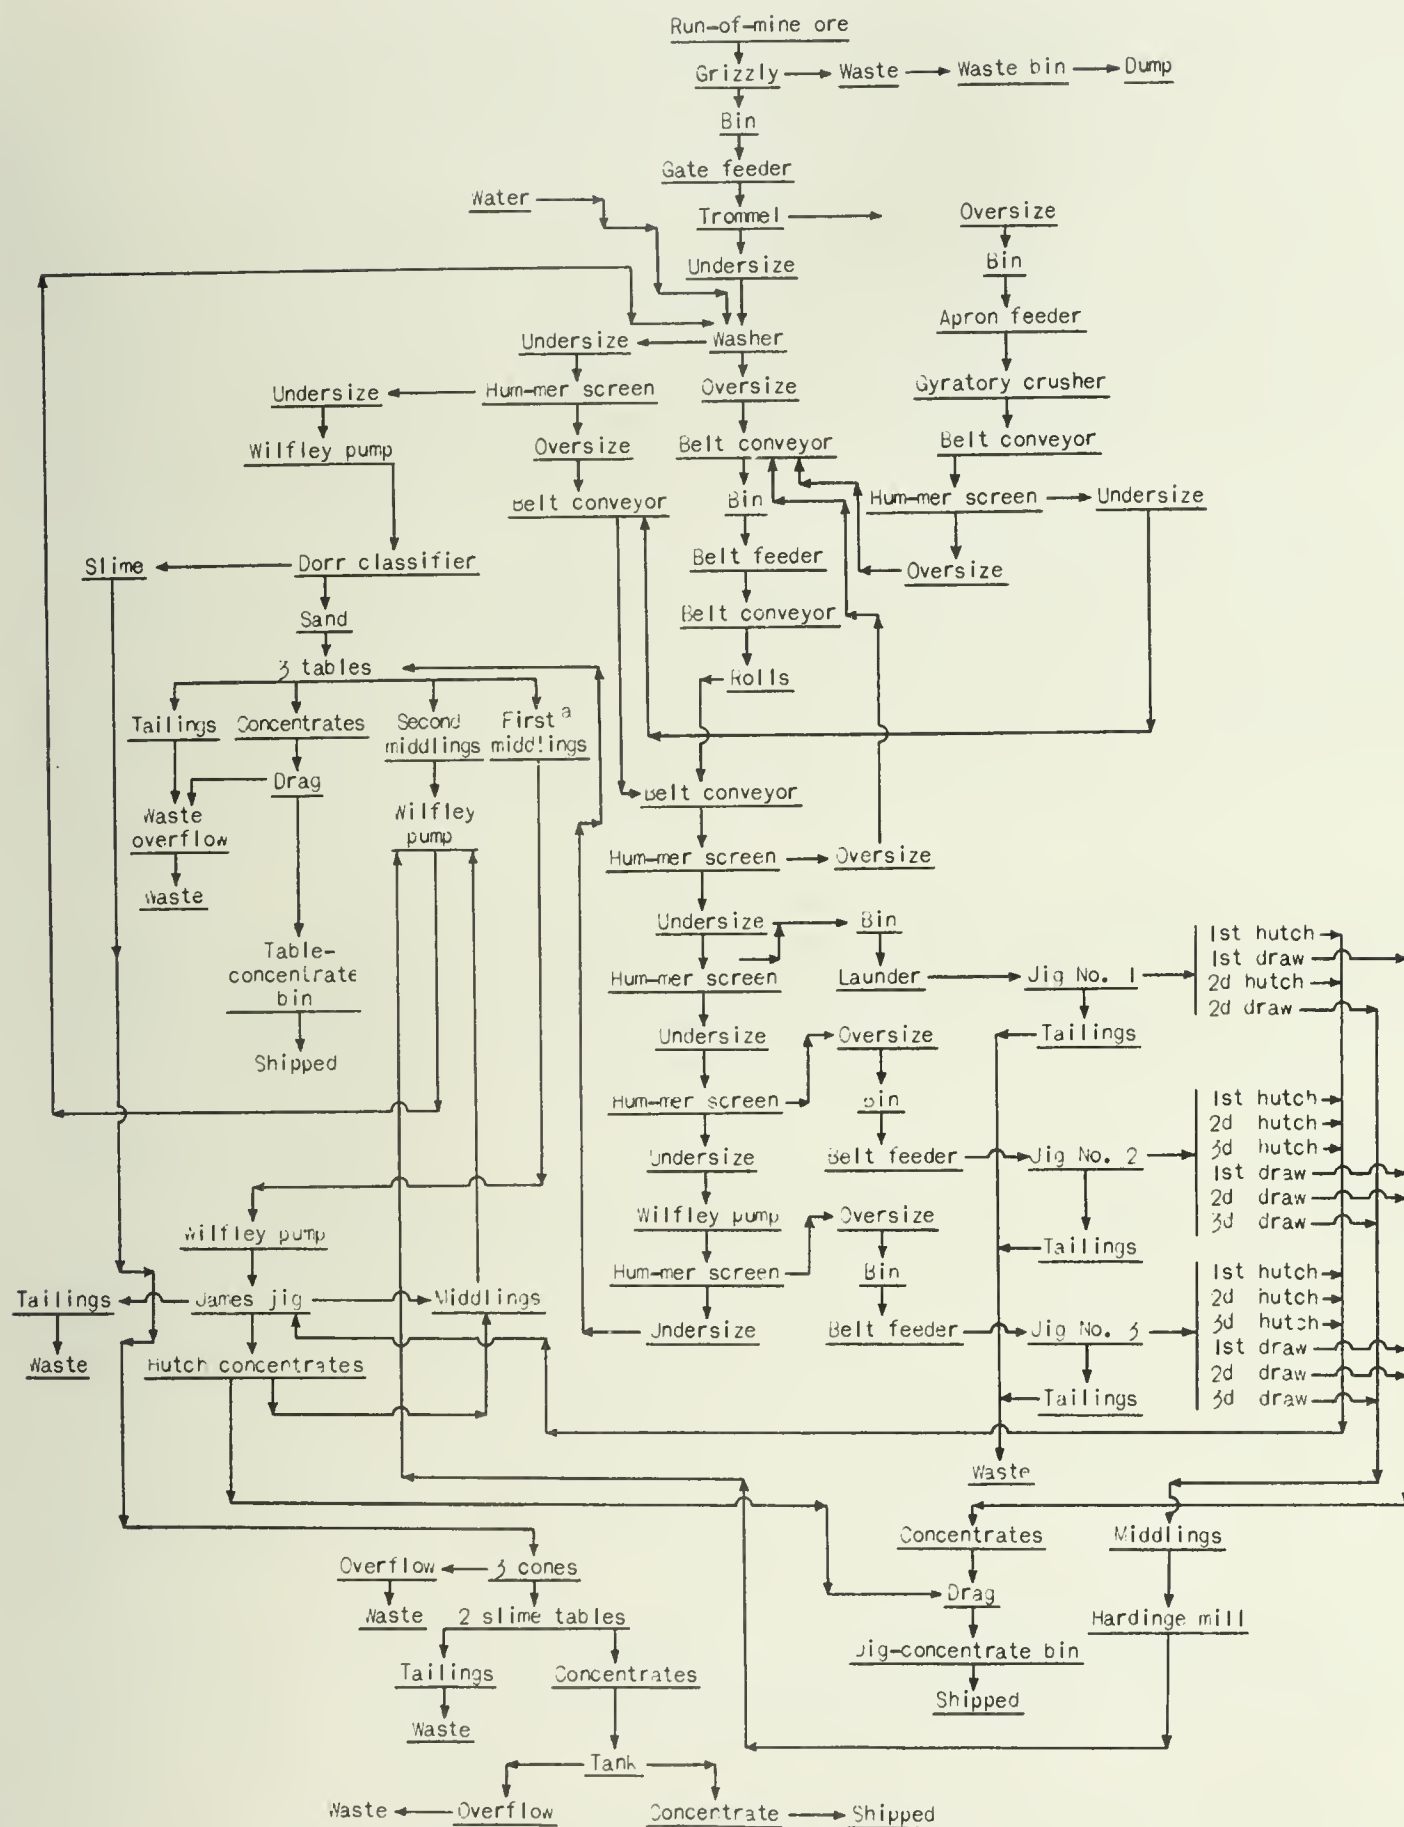 Run-of-mine ore
Grizzly
Waste
Waste bin
Dump
Bin
Gate feeder
Water
Trommel
Oversize
Undersize
Bin
Apron feeder
Undersize
Washer
Undersize
Hum-mer screen
Oversize
Gyratory crusher
Wilfley pump
Oversize
Belt conveyor
Belt conveyor
Belt conveyor
Bin
Hum-mer screen
Undersize
Slime
Dorr classifier
Belt feeder
Oversize
Sand
Belt conveyor
3 tables
Rolls
Tailings
Concentrates
Second
middlings
First a
middlings
Drag
Belt conveyor
Waste
overflow
Wilfley
pump
Hum-mer screen
Oversize
Waste
Undersize
Bin
1st hutch
1st draw
2d hutch
2d draw
Table-
concentrate
bin
Hum-mer screen
Launder
Jig No. 1
Shipped
Undersize
Oversize
Tailings
Hum-mer screen
Bin
1st hutch
2d hutch
3d hutch
1st draw
2d draw
3d draw
Undersize
Belt feeder
Jig No. 2
Wilfley pump
Wilfley pump
Oversize
Tailings
Hum-mer screen
Bin
1st hutch
2d hutch
3d hutch
1st draw
2d draw
3d draw
Tailings
James jig
Middlings
Undersize
Belt feeder
Jig No. 3
Waste
Hutch concentrates
Tailings
Waste
Concentrates
Middlings
Overflow
3 cones
Drag
Waste
2 slime tables
Hardinge mill
Tailings
Concentrates
Jig-concentrate bin
Waste
Shipped
Tank
Waste
Overflow
Concentrate
Shipped